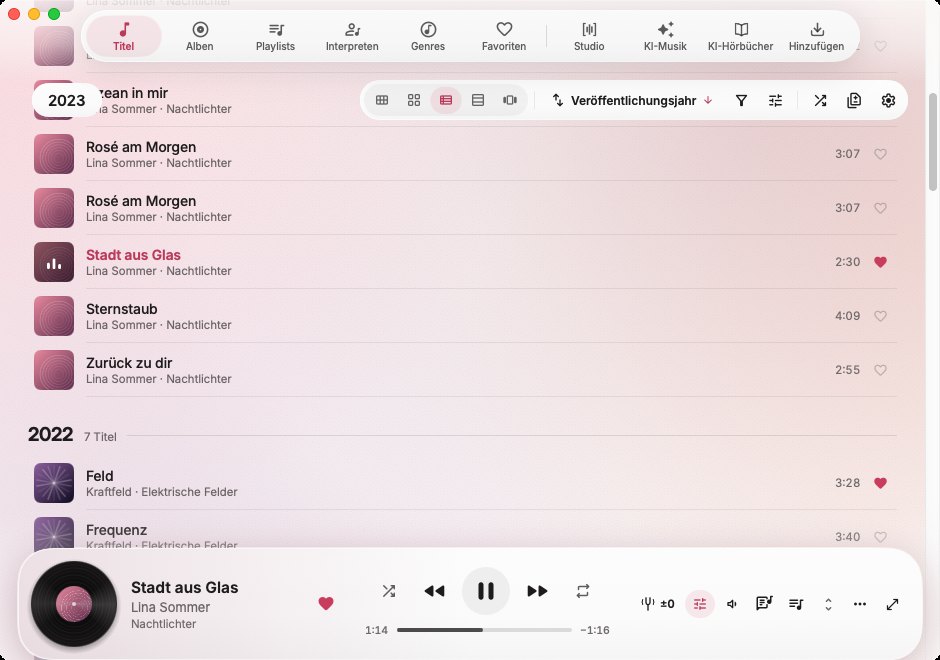 Titel
Alben
Playlists
Interpreten
Genres
Favoriten
Studio
KI-Musik
KI-Hörbücher
Hinzufügen
2023
zean in mir
Lina Sommer · Nachtlichter
Veröffentlichungsjahr
Rosé am Morgen
Lina Sommer · Nachtlichter
3:07
Rosé am Morgen
Lina Sommer · Nachtlichter
3:07
Stadt aus Glas
Lina Sommer · Nachtlichter
2:30
Sternstaub
Lina Sommer · Nachtlichter
4:09
Zurück zu dir
Lina Sommer · Nachtlichter
2:55
2022 7 Titel
Feld
Kraftfeld · Elektrische Felder
3:28
Frequenz
Kraftfeld · Elektrische Felder
3:40
Stadt aus Glas
Lina Sommer
Nachtlichter
1:14
−1:16
±0